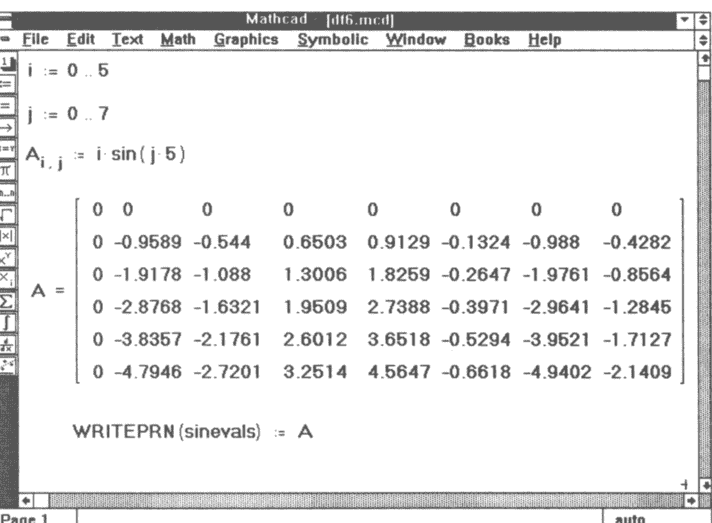 Mathcad - [df6.mcd]
File Edit Text Math Graphics Symbolic Window Books Help
i := 0 .. 5
j := 0 .. 7
A i, j := i·sin(j·5)
0 0 0 0 0 0 0 0
0 -0.9589 -0.544 0.6503 0.9129 -0.1324 -0.988 -0.4282
0 -1.9178 -1.088 1.3006 1.8259 -0.2647 -1.9761 -0.8564
A =
0 -2.8768 -1.6321 1.9509 2.7388 -0.3971 -2.9641 -1.2845
0 -3.8357 -2.1761 2.6012 3.6518 -0.5294 -3.9521 -1.7127
0 -4.7946 -2.7201 3.2514 4.5647 -0.6618 -4.9402 -2.1409
WRITEPRN(sinevals) := A
Page 1
auto